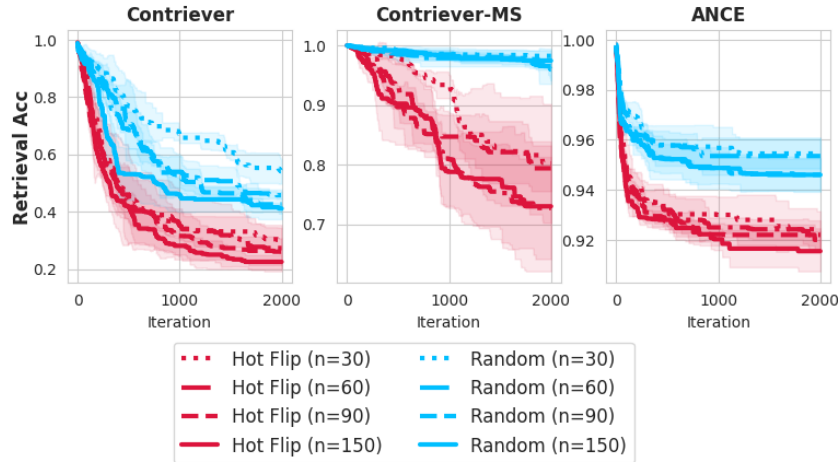 Contriever
Contriever-MS
ANCE
Retrieval Acc
1.0
0.8
0.6
0.4
0.2
0
1000
2000
Iteration
1.0
0.9
0.8
0.7
0
1000
2000
Iteration
1.00
0.98
0.96
0.94
0.92
0
1000
2000
Iteration
Hot Flip (n=30)
Hot Flip (n=60)
Hot Flip (n=90)
Hot Flip (n=150)
Random (n=30)
Random (n=60)
Random (n=90)
Random (n=150)